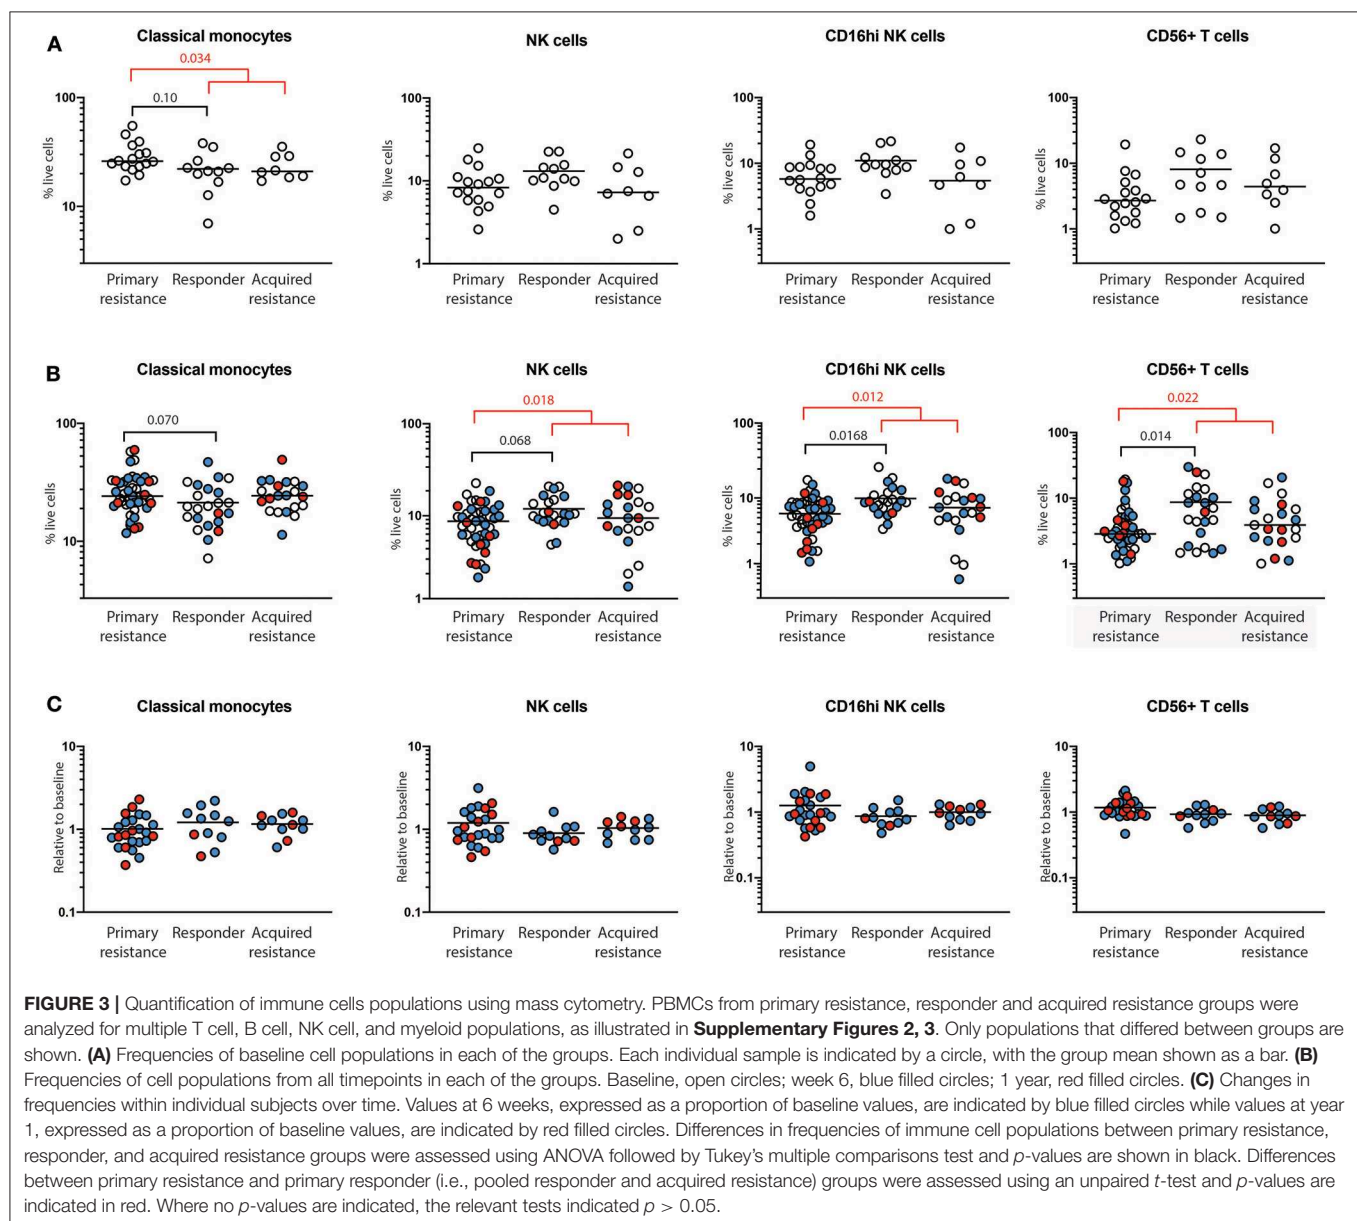 A
Classical monocytes
NK cells
CD16hi NK cells
CD56+ T cells
0.034
0.10
100
10
% live cells
Primary resistance
Responder
Acquired resistance
100
10
1
% live cells
Primary resistance
Responder
Acquired resistance
100
10
1
% live cells
Primary resistance
Responder
Acquired resistance
100
10
1
% live cells
Primary resistance
Responder
Acquired resistance
B
Classical monocytes
NK cells
CD16hi NK cells
CD56+ T cells
0.070
100
10
% live cells
Primary resistance
Responder
Acquired resistance
0.018
0.068
100
10
1
% live cells
Primary resistance
Responder
Acquired resistance
0.012
0.0168
100
10
1
% live cells
Primary resistance
Responder
Acquired resistance
0.022
0.014
100
10
1
% live cells
Primary resistance
Responder
Acquired resistance
C
Classical monocytes
NK cells
CD16hi NK cells
CD56+ T cells
10
1
0.1
Relative to baseline
Primary resistance
Responder
Acquired resistance
10
1
0.1
Relative to baseline
Primary resistance
Responder
Acquired resistance
10
1
0.1
Relative to baseline
Primary resistance
Responder
Acquired resistance
10
1
0.1
Relative to baseline
Primary resistance
Responder
Acquired resistance
FIGURE 3 | Quantification of immune cells populations using mass cytometry. PBMCs from primary resistance, responder and acquired resistance groups were
analyzed for multiple T cell, B cell, NK cell, and myeloid populations, as illustrated in Supplementary Figures 2, 3. Only populations that differed between groups are
shown. (A) Frequencies of baseline cell populations in each of the groups. Each individual sample is indicated by a circle, with the group mean shown as a bar. (B)
Frequencies of cell populations from all timepoints in each of the groups. Baseline, open circles; week 6, blue filled circles; 1 year, red filled circles. (C) Changes in
frequencies within individual subjects over time. Values at 6 weeks, expressed as a proportion of baseline values, are indicated by blue filled circles while values at year
1, expressed as a proportion of baseline values, are indicated by red filled circles. Differences in frequencies of immune cell populations between primary resistance,
responder, and acquired resistance groups were assessed using ANOVA followed by Tukey's multiple comparisons test and p-values are shown in black. Differences
between primary resistance and primary responder (i.e., pooled responder and acquired resistance) groups were assessed using an unpaired t-test and p-values are
indicated in red. Where no p-values are indicated, the relevant tests indicated p > 0.05.